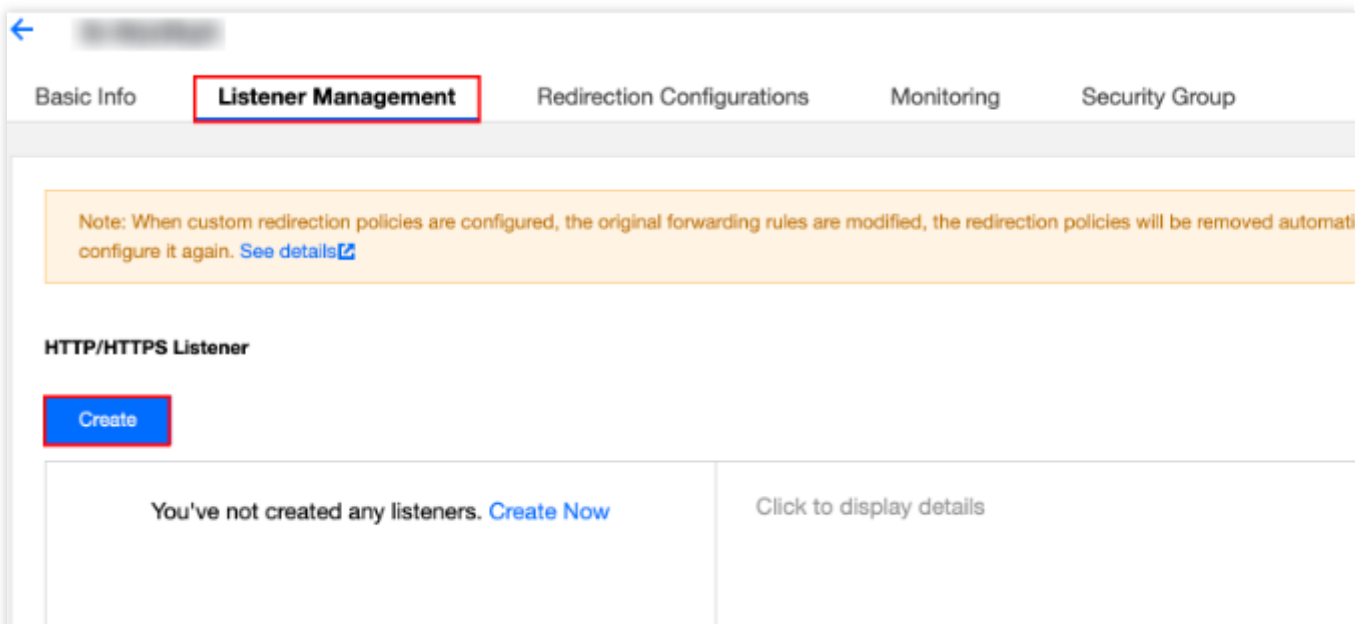 Basic Info Listener Management Redirection Configurations Monitoring Security Group
Note: When custom redirection policies are configured, the original forwarding rules are modified, the redirection policies will be removed automati
configure it again. See details
HTTP/HTTPS Listener
Create
You've not created any listeners. Create Now
Click to display details